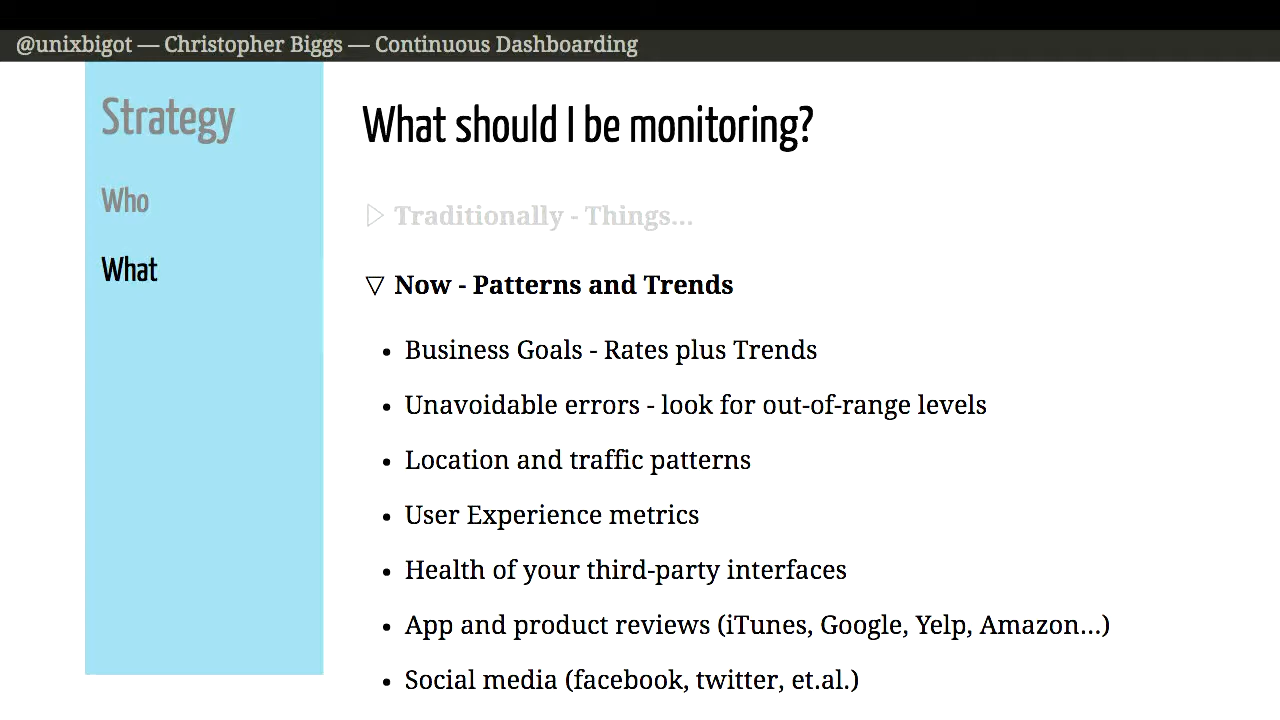 @unixbigot — Christopher Biggs — Continuous Dashboarding
Strategy
Who
What
What should I be monitoring?
▷ Traditionally - Things...
▽ Now - Patterns and Trends
• Business Goals - Rates plus Trends
• Unavoidable errors - look for out-of-range levels
• Location and traffic patterns
• User Experience metrics
• Health of your third-party interfaces
• App and product reviews (iTunes, Google, Yelp, Amazon...)
• Social media (facebook, twitter, et.al.)